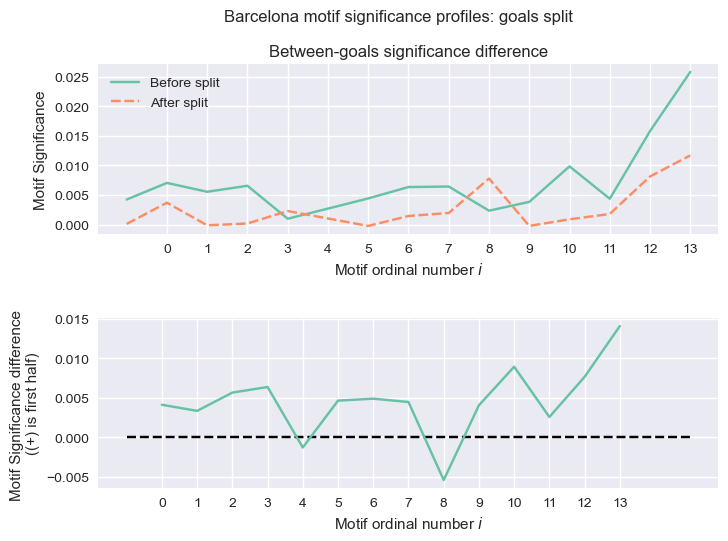 Barcelona motif significance profiles: goals split
Between-goals significance difference
Before split
After split
Motif Significance
0.025
0.020
0.015
0.010
0.005
0.000
0 1 2 3 4 5 6 7 8 9 10 11 12 13
Motif ordinal number i
Motif Significance difference
((+) is first half)
0.015
0.010
0.005
0.000
−0.005
0 1 2 3 4 5 6 7 8 9 10 11 12 13
Motif ordinal number i